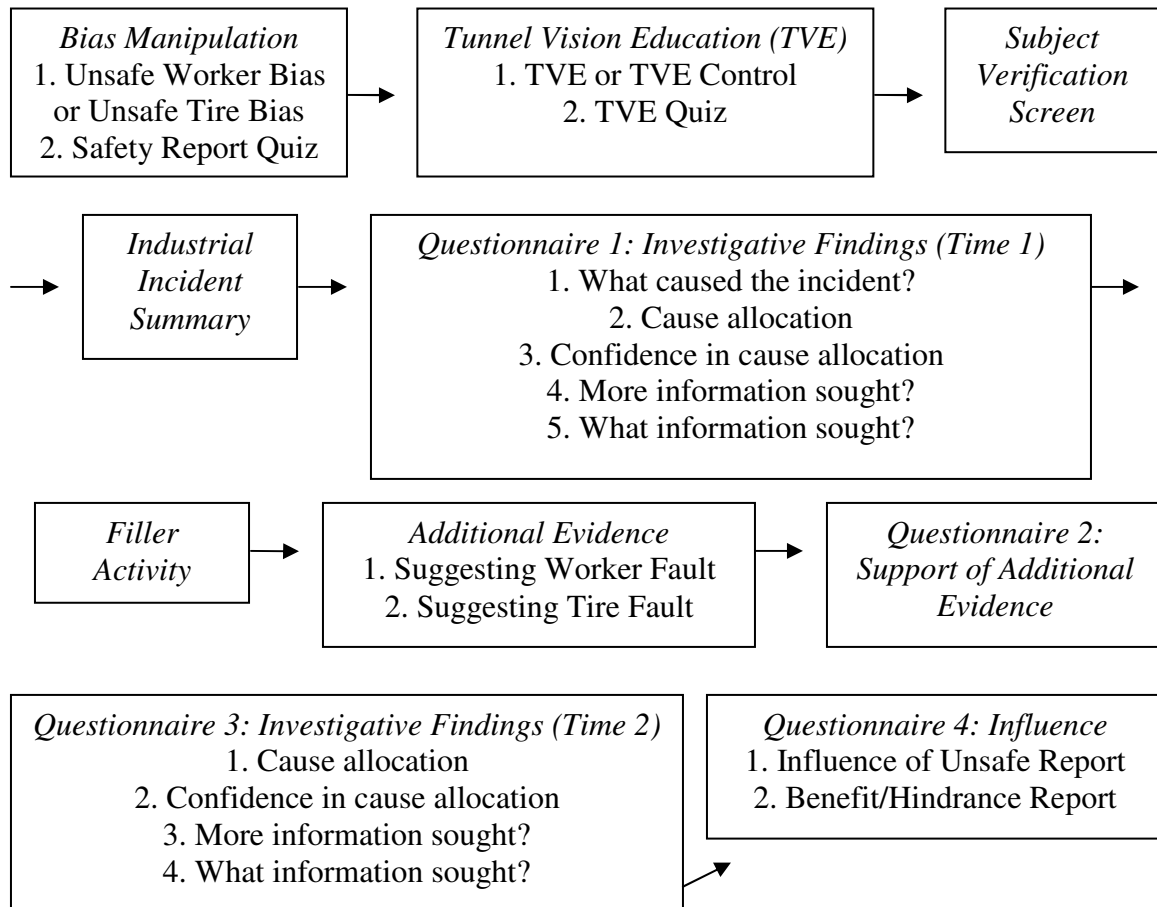 Bias Manipulation
1. Unsafe Worker Bias
or Unsafe Tire Bias
2. Safety Report Quiz
Tunnel Vision Education (TVE)
1. TVE or TVE Control
2. TVE Quiz
Subject
Verification
Screen
Industrial
Incident
Summary
Questionnaire 1: Investigative Findings (Time 1)
1. What caused the incident?
2. Cause allocation
3. Confidence in cause allocation
4. More information sought?
5. What information sought?
Filler
Activity
Additional Evidence
1. Suggesting Worker Fault
2. Suggesting Tire Fault
Questionnaire 2:
Support of Additional
Evidence
Questionnaire 3: Investigative Findings (Time 2)
1. Cause allocation
2. Confidence in cause allocation
3. More information sought?
4. What information sought?
Questionnaire 4: Influence
1. Influence of Unsafe Report
2. Benefit/Hindrance Report